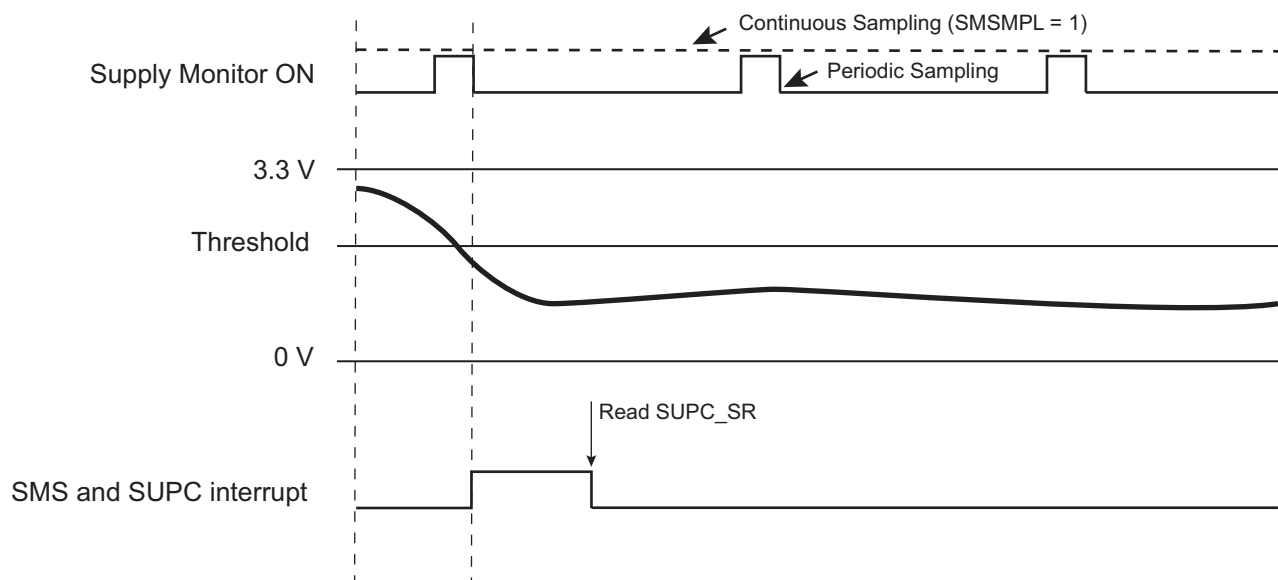 Continuous Sampling (SMSMPL = 1)
Supply Monitor ON
Periodic Sampling
3.3 V
Threshold
0 V
Read SUPC_SR
SMS and SUPC interrupt